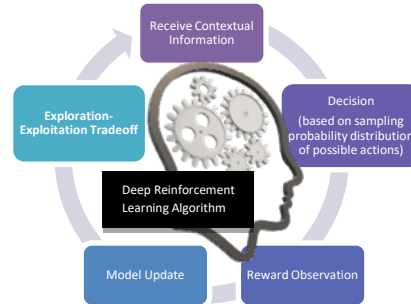 Receive Contextual
Information
Decision
(based on sampling
probability distribution
of possible actions)
Reward Observation
Model Update
Exploration-
Exploitation Tradeoff
Deep Reinforcement
Learning Algorithm